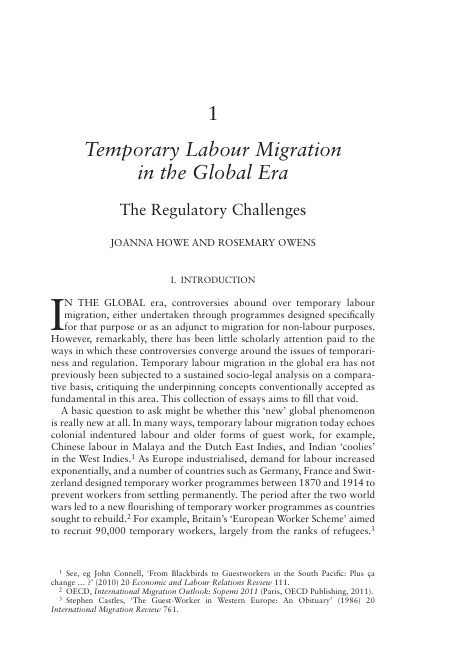 1
Temporary Labour Migration
in the Global Era
The Regulatory Challenges
JOANNA HOWE AND ROSEMARY OWENS
I. INTRODUCTION
IN THE GLOBAL era, controversies abound over temporary labour
migration, either undertaken through programmes designed specifically
for that purpose or as an adjunct to migration for non-labour purposes.
However, remarkably, there has been little scholarly attention paid to the
ways in which these controversies converge around the issues of temporari-
ness and regulation. Temporary labour migration in the global era has not
previously been subjected to a sustained socio-legal analysis on a compara-
tive basis, critiquing the underpinning concepts conventionally accepted as
fundamental in this area. This collection of essays aims to fill that void.
A basic question to ask might be whether this ‘new’ global phenomenon
is really new at all. In many ways, temporary labour migration today echoes
colonial indentured labour and older forms of guest work, for example,
Chinese labour in Malaya and the Dutch East Indies, and Indian ‘coolies’
in the West Indies.1 As Europe industrialised, demand for labour increased
exponentially, and a number of countries such as Germany, France and Swit-
zerland designed temporary worker programmes between 1870 and 1914 to
prevent workers from settling permanently. The period after the two world
wars led to a new flourishing of temporary worker programmes as countries
sought to rebuild.2 For example, Britain’s ‘European Worker Scheme’ aimed
to recruit 90,000 temporary workers, largely from the ranks of refugees.3
1 See, eg John Connell, ‘From Blackbirds to Guestworkers in the South Pacific: Plus ça
change … ?’ (2010) 20 Economic and Labour Relations Review 111.
2 OECD, International Migration Outlook: Sopemi 2011 (Paris, OECD Publishing, 2011).
3 Stephen Castles, ‘The Guest-Worker in Western Europe: An Obituary’ (1986) 20
International Migration Review 761.